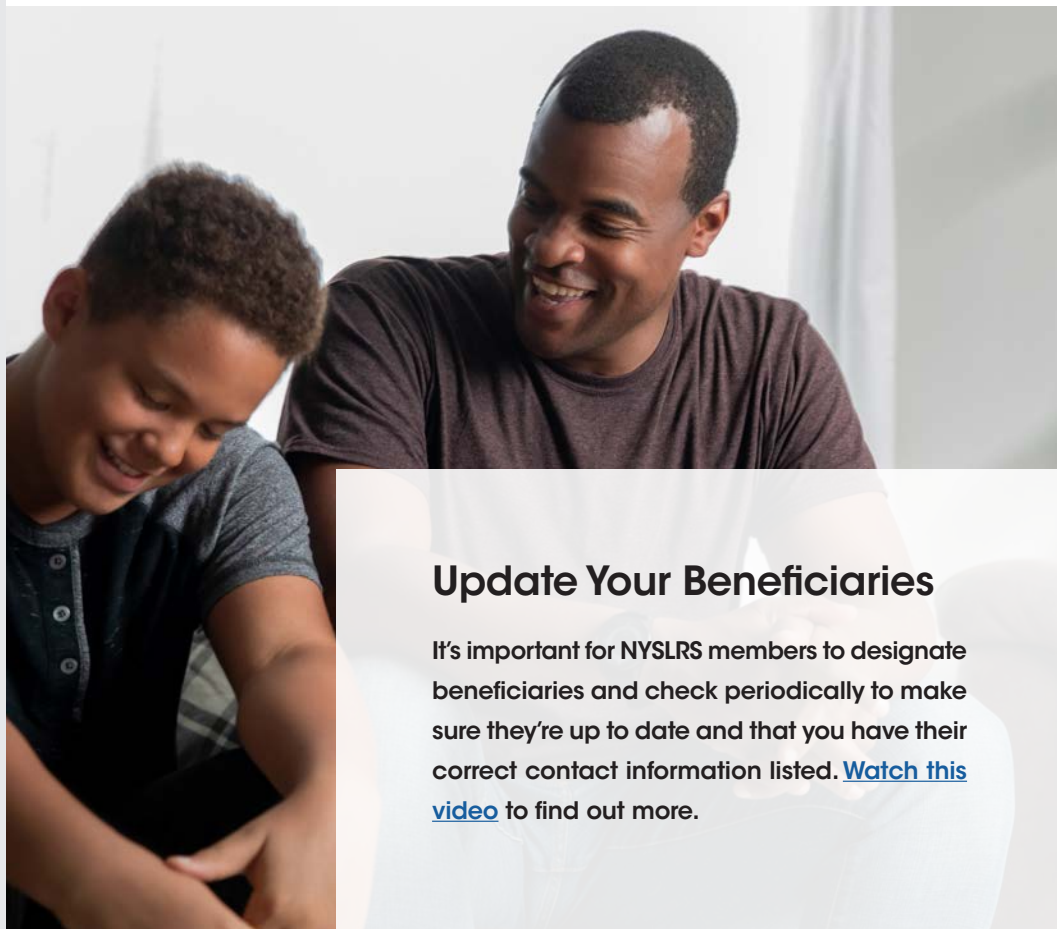 Update Your Beneficiaries
It's important for NYSLRS members to designate
beneficiaries and check periodically to make
sure they're up to date and that you have their
correct contact information listed. Watch this
video to find out more.